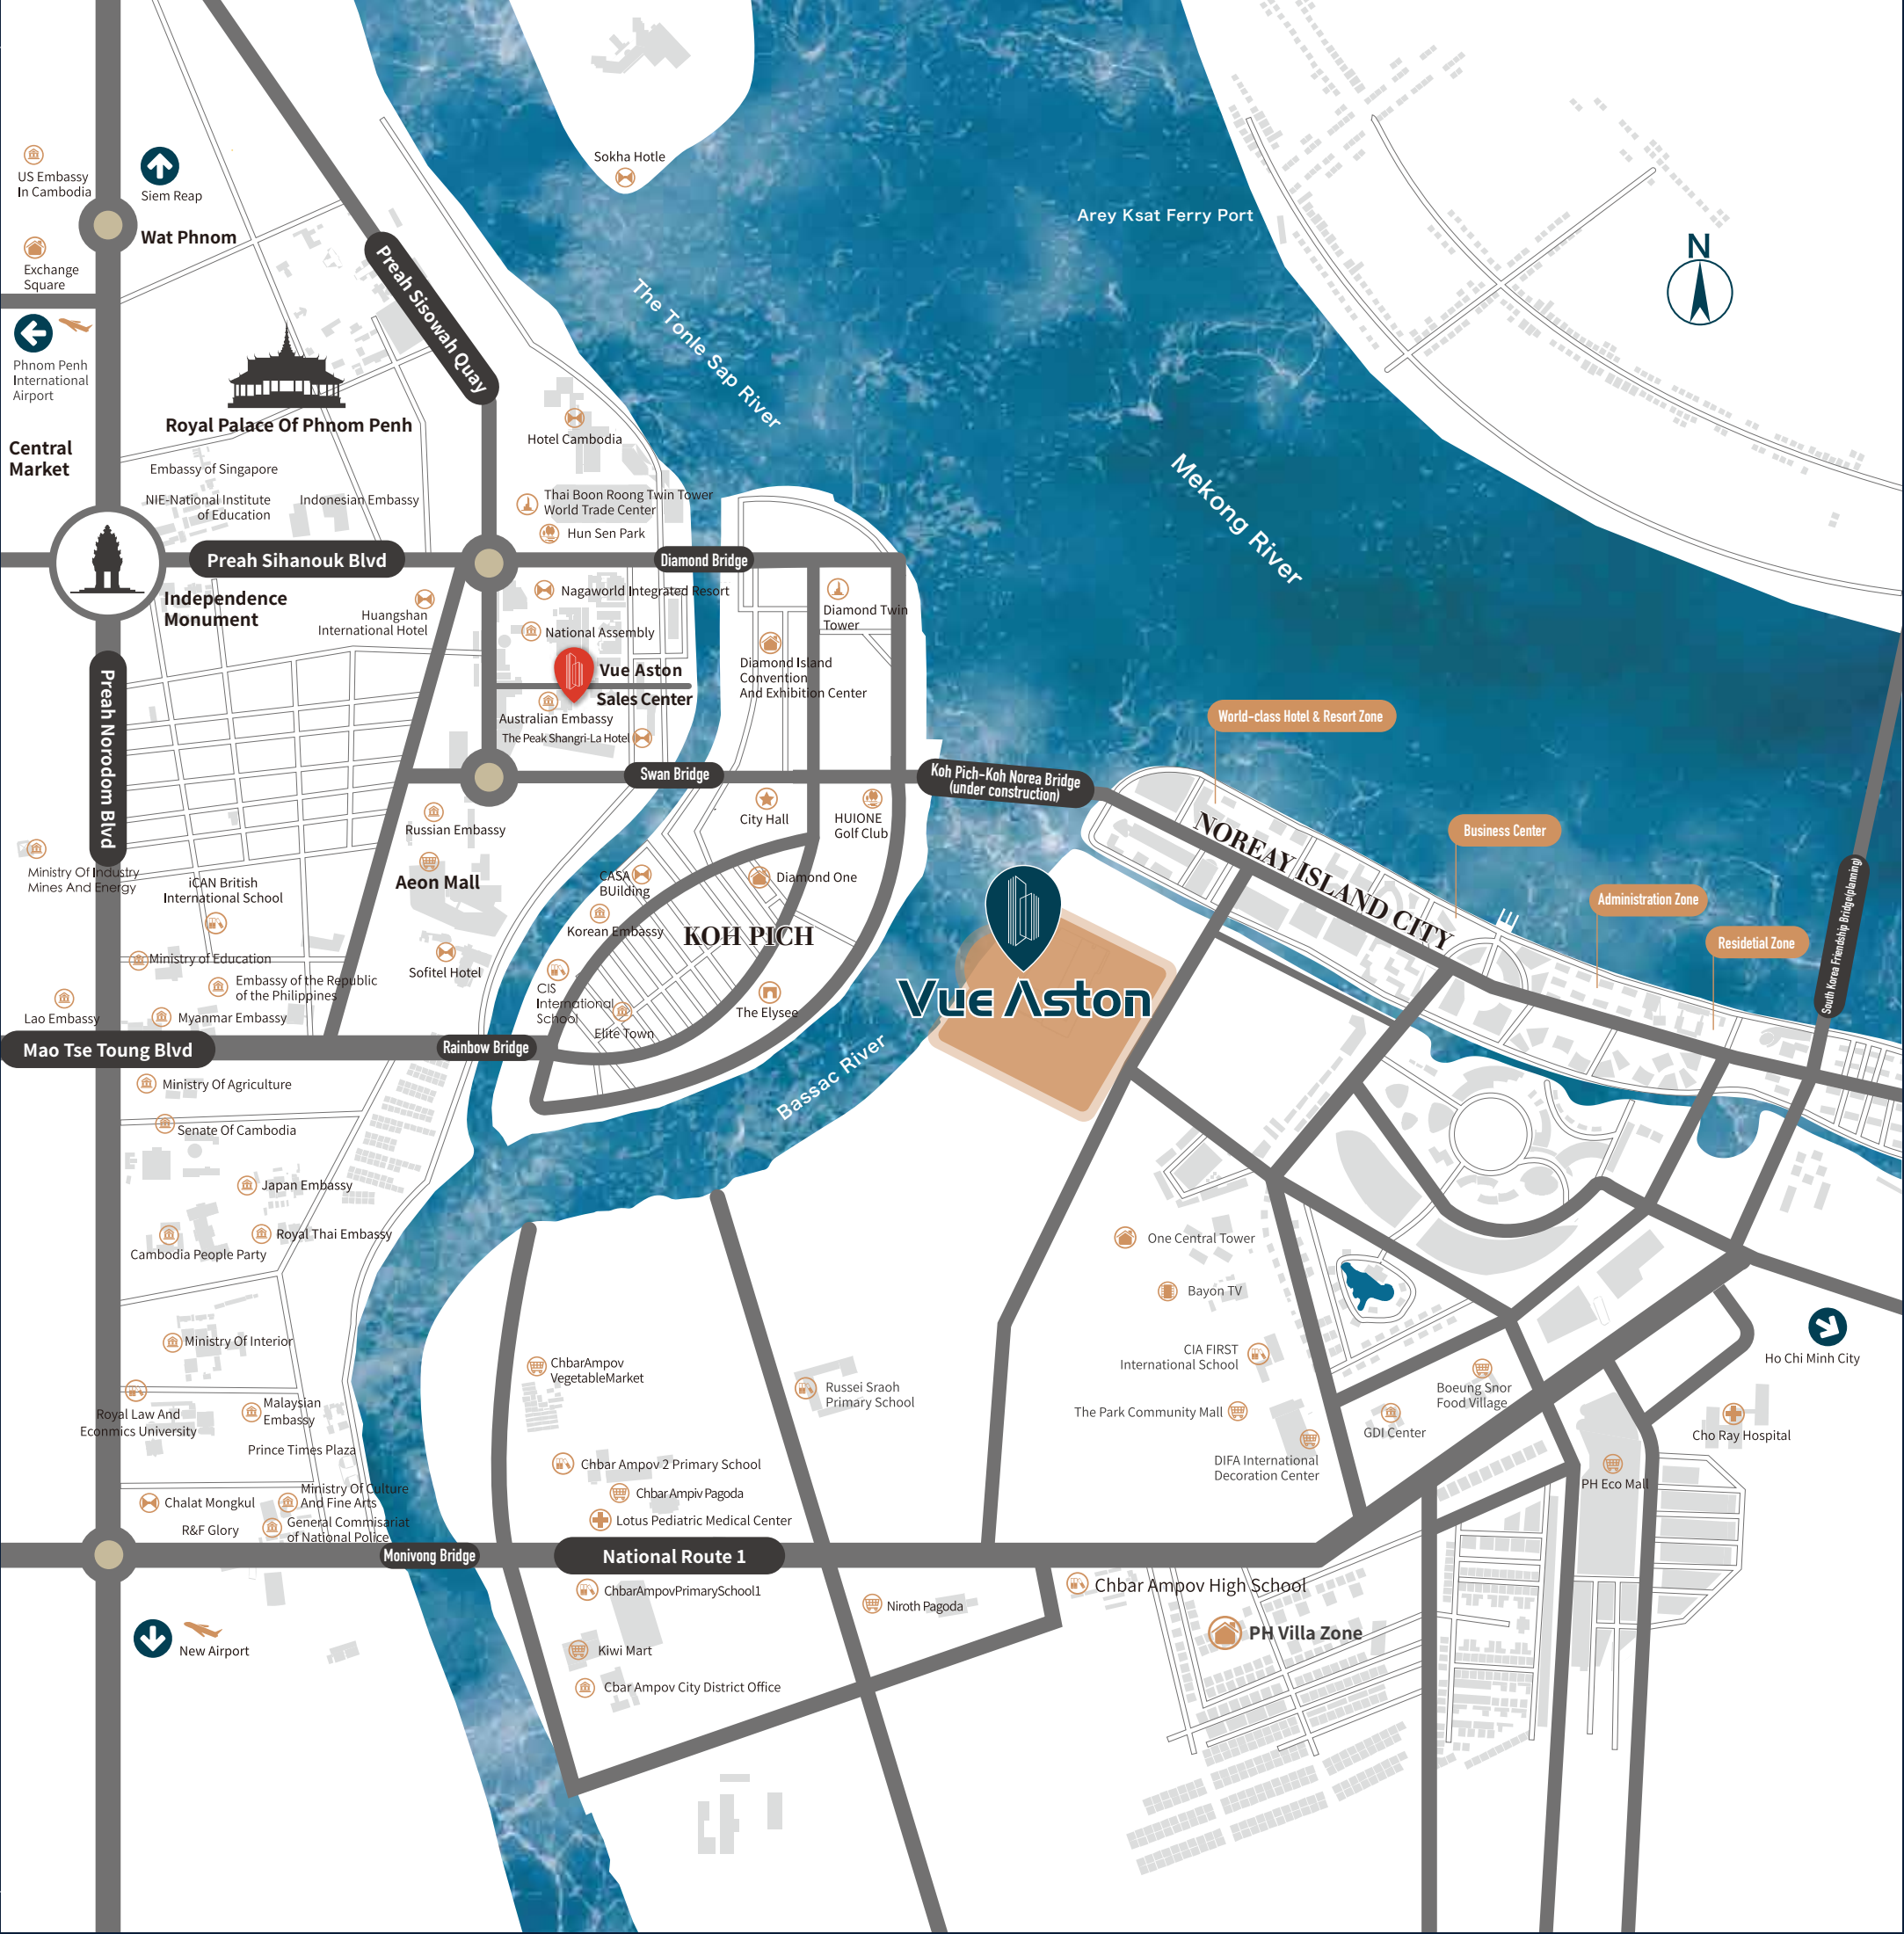 Sokha Hotle
US Embassy
In Cambodia
Siem Reap
Wat Phnom
Exchange
Square
Arey Ksat Ferry Port
N
Preah Sisowah Quay
The Tonle Sap River
Phnom Penh
International
Airport
Royal Palace Of Phnom Penh
Central
Market
Hotel Cambodia
Embassy of Singapore
NIE-National Institute
of Education
Indonesian Embassy
Thai Boon Roong Twin Tower
World Trade Center
Hun Sen Park
Mekong River
Preah Sihanouk Blvd
Diamond Bridge
Independence
Monument
Huangshan
International Hotel
Nagaworld Integrated Resort
Diamond Twin
Tower
National Assembly
Vue Aston
Sales Center
Diamond Island
Convention
And Exhibition Center
Australian Embassy
The Peak Shangri-La Hotel
Preah Norodom Blvd
World-class Hotel & Resort Zone
Swan Bridge
Koh Pich-Koh Norea Bridge
(under construction)
City Hall
HUIONE
Golf Club
Russian Embassy
NOREAY ISLAND CITY
Business Center
Ministry Of Industry
Mines And Energy
iCAN British
International School
Aeon Mall
CASA
BUilding
Diamond One
Administration Zone
Korean Embassy
KOH PICH
Residetial Zone
South Korea Friendship Bridge(planning)
Ministry of Education
Sofitel Hotel
Embassy of the Republic
of the Philippines
CIS
International
School
Vue Aston
Lao Embassy
Myanmar Embassy
Elite Town
The Elysee
Mao Tse Toung Blvd
Rainbow Bridge
Bassac River
Ministry Of Agriculture
Senate Of Cambodia
Japan Embassy
Royal Thai Embassy
Cambodia People Party
One Central Tower
Bayon TV
Ministry Of Interior
ChbarAmpov
VegetableMarket
CIA FIRST
International School
Ho Chi Minh City
Russei Sraoh
Primary School
Boeung Snor
Food Village
Royal Law And
Econmics University
Malaysian
Embassy
The Park Community Mall
GDI Center
Cho Ray Hospital
Prince Times Plaza
Chbar Ampov 2 Primary School
DIFA International
Decoration Center
PH Eco Mall
Ministry Of Culture
And Fine Arts
Chalat Mongkul
Chbar Ampiv Pagoda
R&F Glory
General Commisariat
of National Police
Lotus Pediatric Medical Center
Monivong Bridge
National Route 1
ChbarAmpovPrimarySchool1
Niroth Pagoda
Chbar Ampov High School
PH Villa Zone
New Airport
Kiwi Mart
Cbar Ampov City District Office